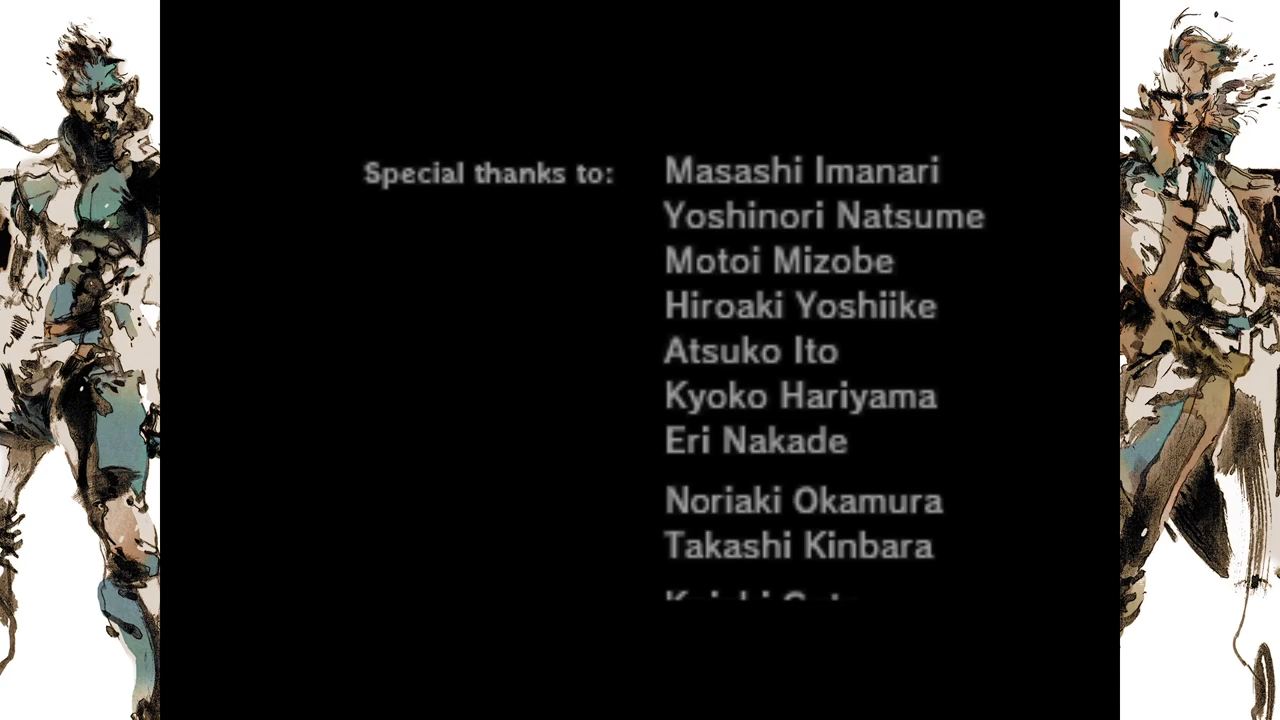 Special thanks to: Masashi Imanari
Yoshinori Natsume
Motoi Mizobe
Hiroaki Yoshiike
Atsuko Ito
Kyoko Hariyama
Eri Nakade
Noriaki Okamura
Takashi Kinbara